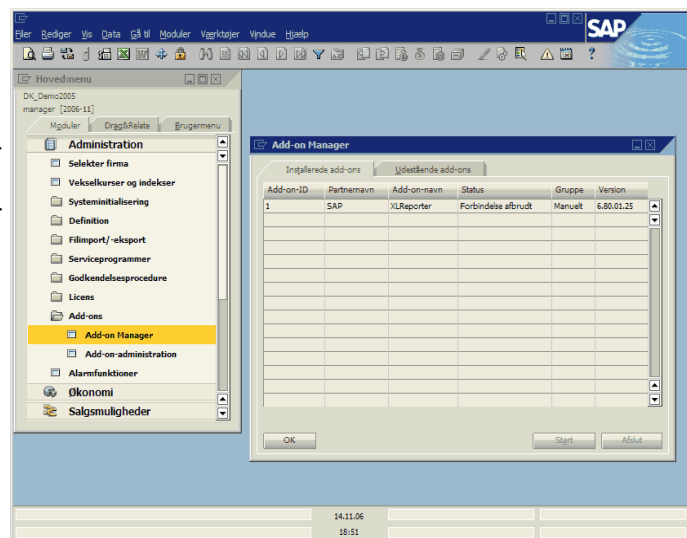 Filer Rediger Vis Data Gå til Moduler Værktøjer Vindue Hjælp
SAP
Hovedmenu
DK_Demo2005
manager [2006-11]
Moduler Drag&Relate Brugermenu
Administration
Selekter firma
Vekselkurser og indekser
Systeminitialisering
Definition
Filimport/-eksport
Serviceprogrammer
Godkendelsesprocedure
Licens
Add-ons
Add-on Manager
Add-on-administration
Alarmfunktioner
Økonomi
Salgsmuligheder
Add-on Manager
Installerede add-ons Udestående add-ons
Add-on-ID Partnernavn Add-on-navn Status Gruppe Version
1 SAP XLReporter Forbindelse afbrudt Manuelt 6.80.01.25
OK Start Afslut
14.11.06
18:51